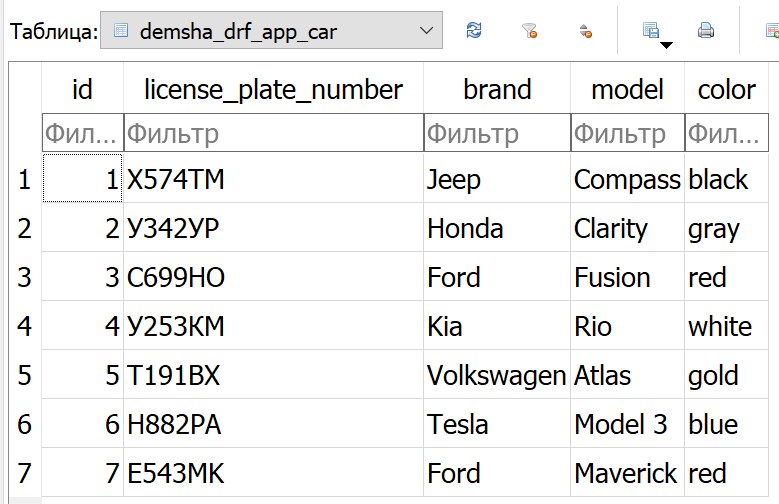 Таблица: demsha_drf_app_car
id license_plate_number brand model color
Фил... Фильтр Фильтр Фильтр Фил...
1 1 Х574ТМ Jeep Compass black
2 2 У342УР Honda Clarity gray
3 3 С699НО Ford Fusion red
4 4 У253КМ Kia Rio white
5 5 Т191ВХ Volkswagen Atlas gold
6 6 Н882РА Tesla Model 3 blue
7 7 Е543МК Ford Maverick red